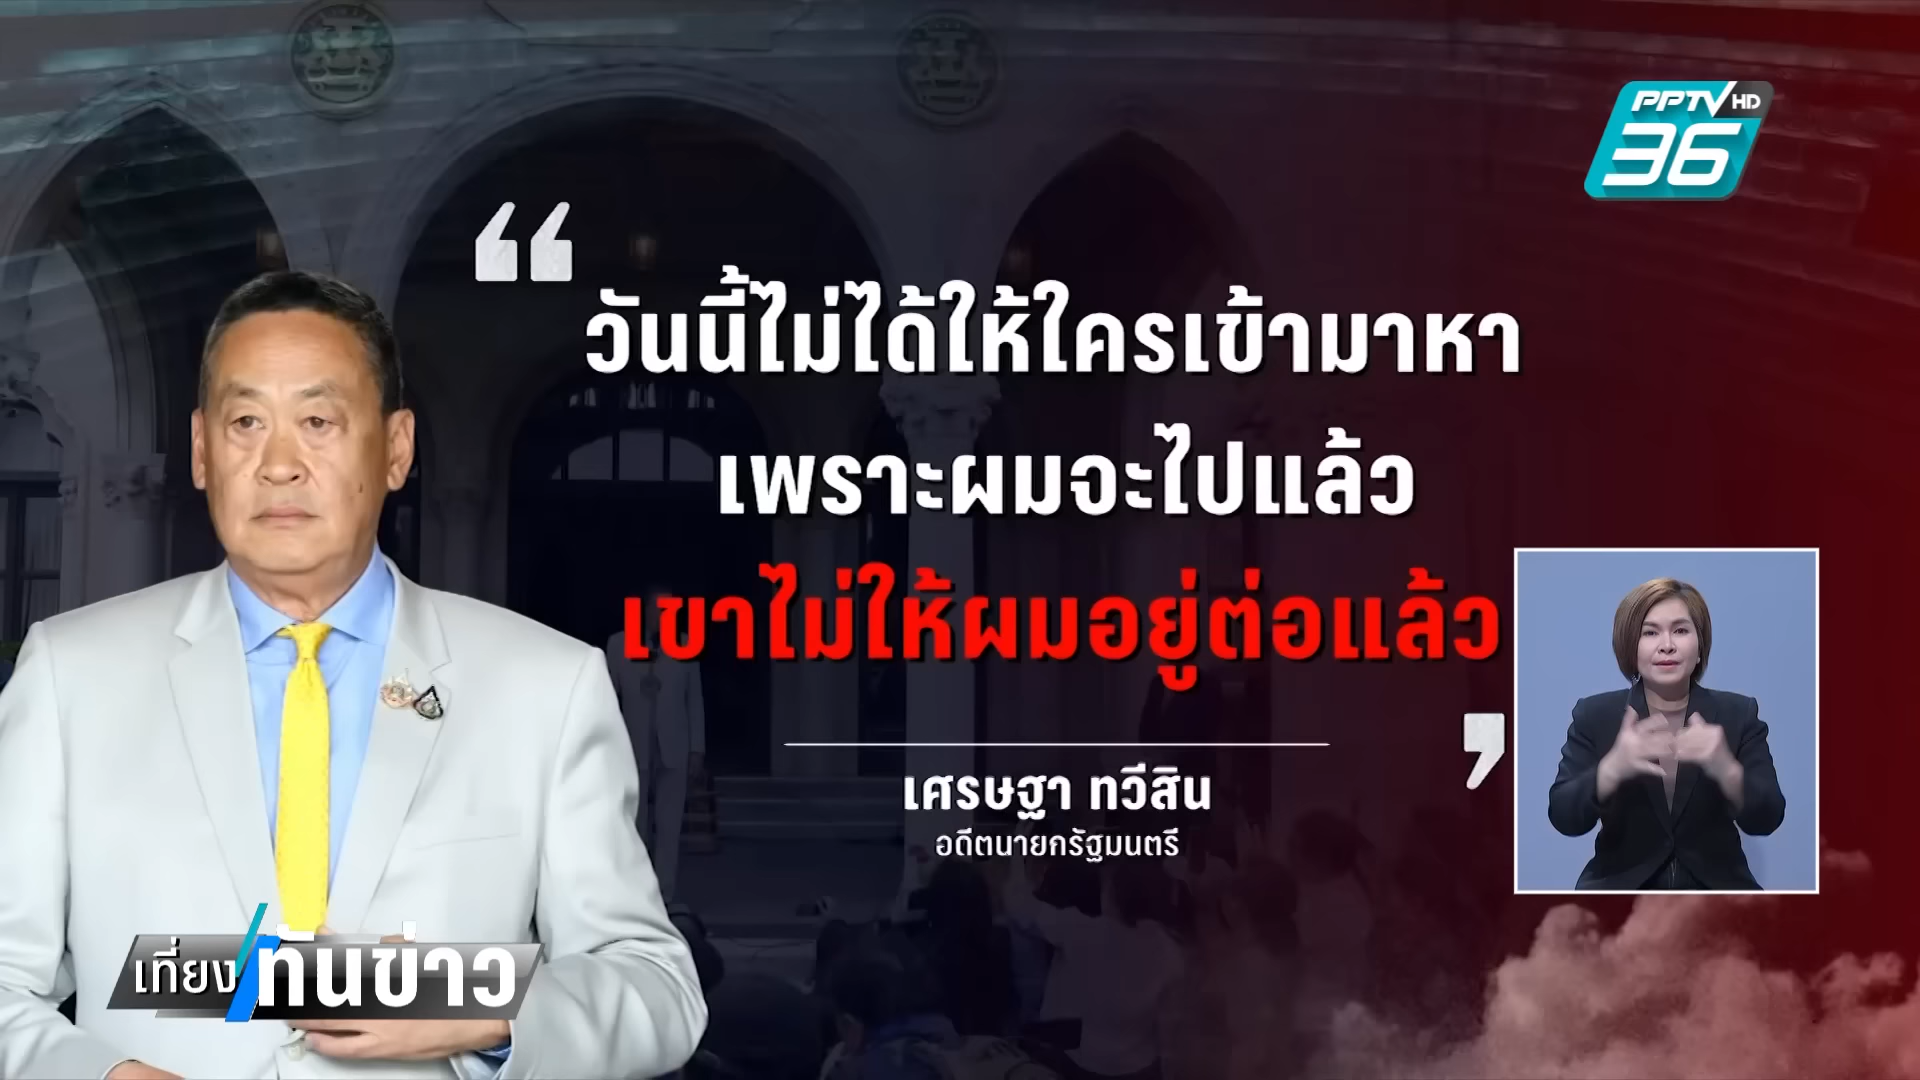 PPTV HD
36
“
วันนี้ไม่ได้ให้ใครเข้ามาหา
เพราะผมจะไปแล้ว
เขาไม่ให้ผมอยู่ต่อแล้ว
’
เศรษฐา ทวีสิน
อดีตนายกรัฐมนตรี
เที่ยงทันข่าว